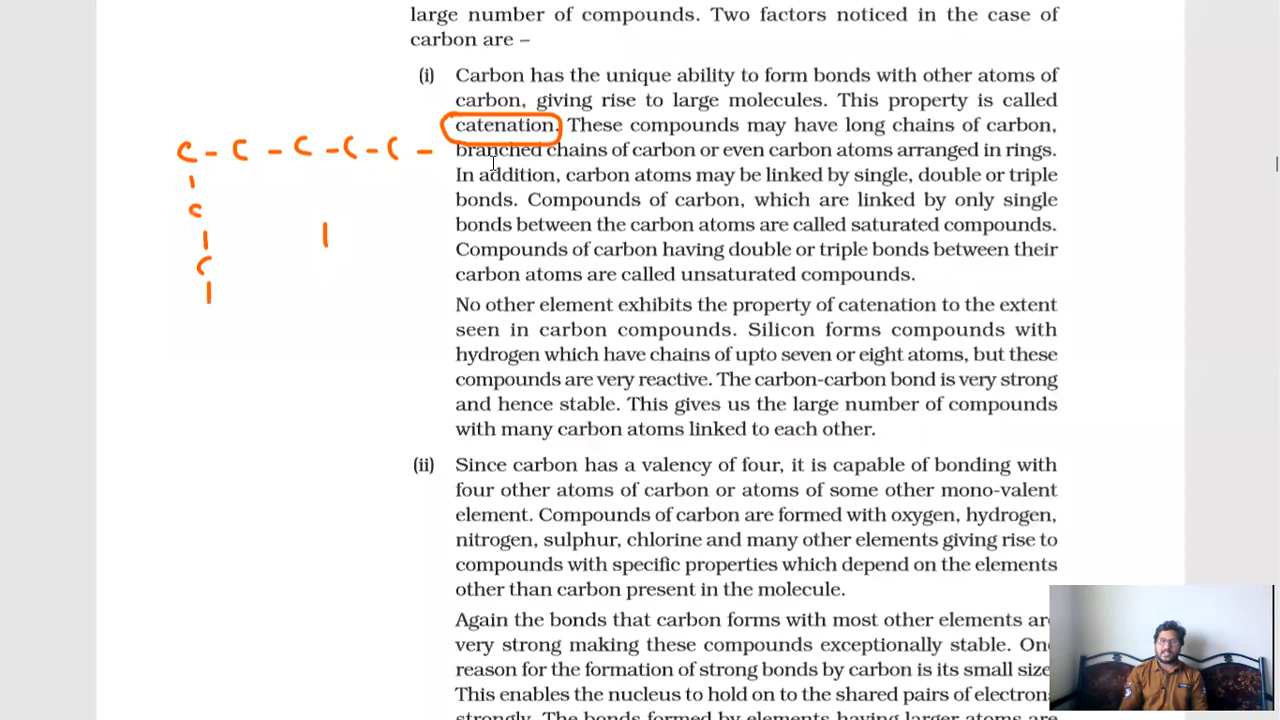 large number of compounds. Two factors noticed in the case of
carbon are –
(i) Carbon has the unique ability to form bonds with other atoms of
carbon, giving rise to large molecules. This property is called
catenation. These compounds may have long chains of carbon,
C - C - C - C - C -
branched chains of carbon or even carbon atoms arranged in rings.
In addition, carbon atoms may be linked by single, double or triple
C
bonds. Compounds of carbon, which are linked by only single
bonds between the carbon atoms are called saturated compounds.
Compounds of carbon having double or triple bonds between their
C
carbon atoms are called unsaturated compounds.
No other element exhibits the property of catenation to the extent
seen in carbon compounds. Silicon forms compounds with
hydrogen which have chains of upto seven or eight atoms, but these
compounds are very reactive. The carbon-carbon bond is very strong
and hence stable. This gives us the large number of compounds
with many carbon atoms linked to each other.
(ii) Since carbon has a valency of four, it is capable of bonding with
four other atoms of carbon or atoms of some other mono-valent
element. Compounds of carbon are formed with oxygen, hydrogen,
nitrogen, sulphur, chlorine and many other elements giving rise to
compounds with specific properties which depend on the elements
other than carbon present in the molecule.
Again the bonds that carbon forms with most other elements ar
very strong making these compounds exceptionally stable. On
reason for the formation of strong bonds by carbon is its small size
This enables the nucleus to hold on to the shared pairs of electron
strongly. The bonds formed by elements having larger atoms are